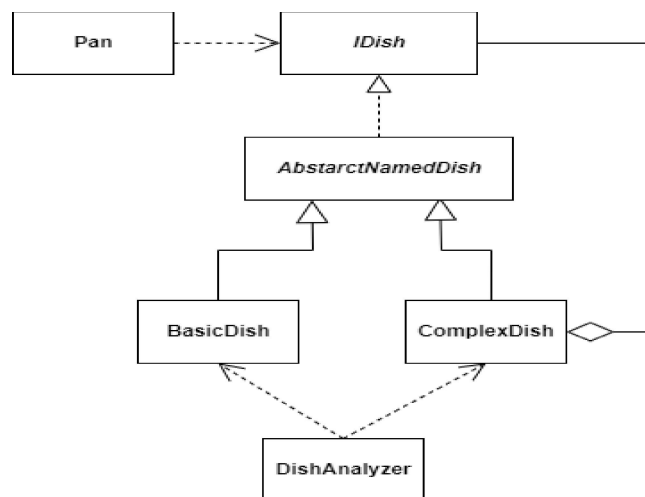 Pan
IDish
AbstarctNamedDish
BasicDish
ComplexDish
DishAnalyzer